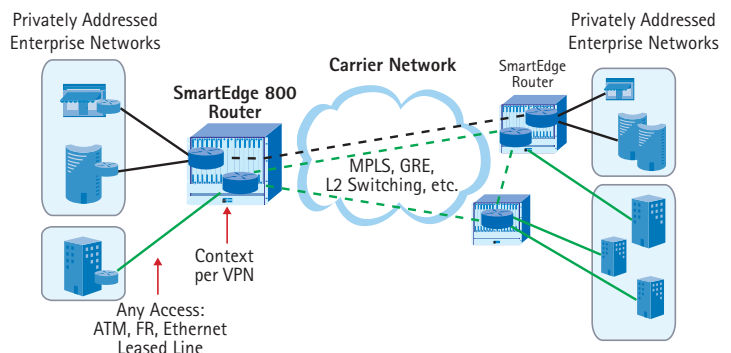 Privately Addressed
Enterprise Networks
SmartEdge 800
Router
Carrier Network
SmartEdge
Router
Privately Addressed
Enterprise Networks
MPLS, GRE,
L2 Switching, etc.
Context
per VPN
Any Access:
ATM, FR, Ethernet
Leased Line